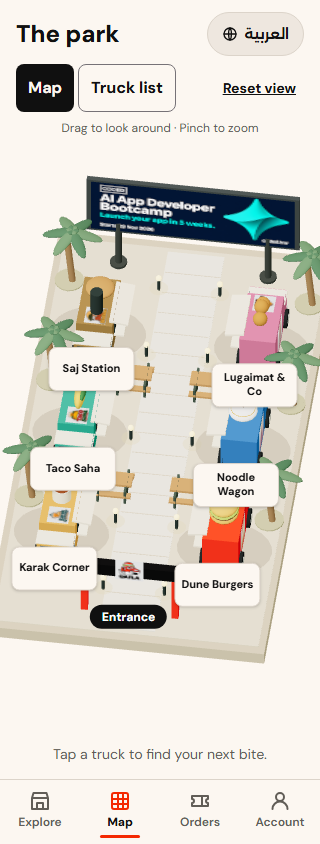 The park
العربية
Map
Truck list
Reset view
Drag to look around · Pinch to zoom
AI App Developer
Bootcamp
Launch your app in 5 weeks.
Saj Station
Lugaimat &
Co
Taco Saha
Noodle
Wagon
Karak Corner
Dune Burgers
Entrance
Tap a truck to find your next bite.
Explore
Map
Orders
Account